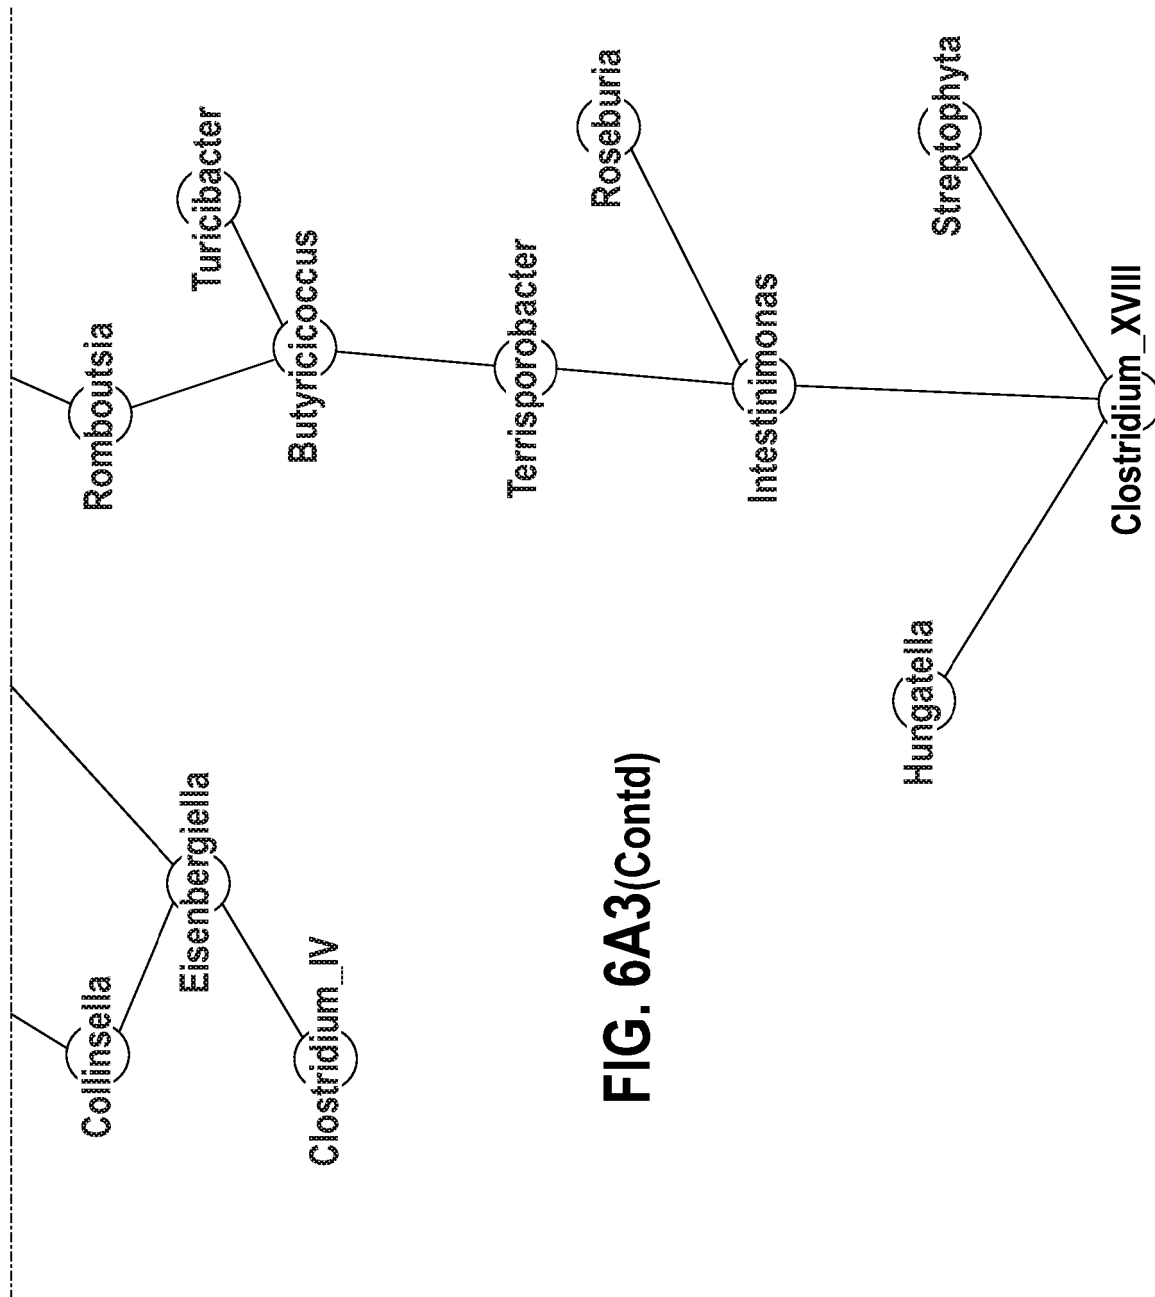 Collinsella
Eisenbergiella
Clostridium_IV
Romboutsia
Turicibacter
Butyricicoccus
Terrisporobacter
Roseburia
Intestinimonas
Hungatella
Streptophyta
Clostridium_XVIII
FIG. 6A3(Contd)